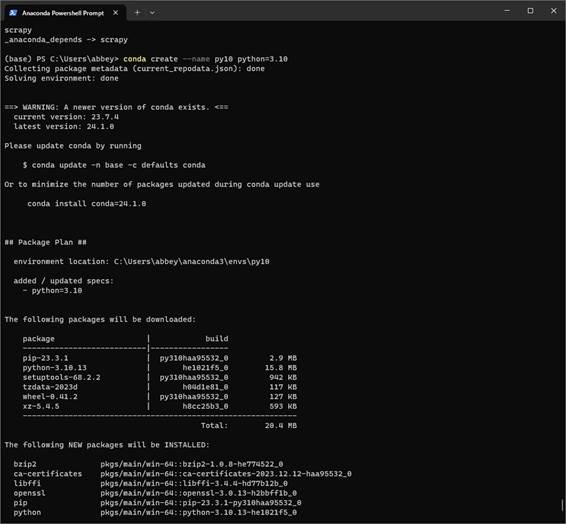 Anaconda Powershell Prompt
scrapy
_anaconda_depends -> scrapy
(base) PS C:\Users\abbey> conda create --name py10 python=3.10
Collecting package metadata (current_repodata.json): done
Solving environment: done
==> WARNING: A newer version of conda exists. <==
current version: 23.7.4
latest version: 24.1.0
Please update conda by running
$ conda update -n base -c defaults conda
Or to minimize the number of packages updated during conda update use
conda install conda=24.1.0
## Package Plan ##
environment location: C:\Users\abbey\anaconda3\envs\py10
added / updated specs:
- python=3.10
The following packages will be downloaded:
package | build
---------------------------|-----------------
pip-23.3.1 | py310haa95532_0 2.9 MB
python-3.10.13 | he1021f5_0 15.8 MB
setuptools-68.2.2 | py310haa95532_0 942 KB
tzdata-2023d | h04d1e81_0 117 KB
wheel-0.41.2 | py310haa95532_0 127 KB
xz-5.4.5 | h8cc25b3_0 593 KB
------------------------------------------------------------
Total: 20.4 MB
The following NEW packages will be INSTALLED:
bzip2 pkgs/main/win-64::bzip2-1.0.8-he774522_0
ca-certificates pkgs/main/win-64::ca-certificates-2023.12.12-haa95532_0
libffi pkgs/main/win-64::libffi-3.4.4-hd77b12b_0
openssl pkgs/main/win-64::openssl-3.0.13-h2bbff1b_0
pip pkgs/main/win-64::pip-23.3.1-py310haa95532_0
python pkgs/main/win-64::python-3.10.13-he1021f5_0